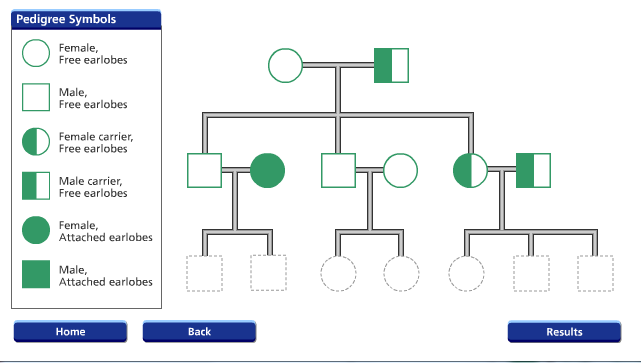 Pedigree Symbols
Female,
Free earlobes
Male,
Free earlobes
Female carrier,
Free earlobes
Male carrier,
Free earlobes
Female,
Attached earlobes
Male,
Attached earlobes
Home
Back
Results